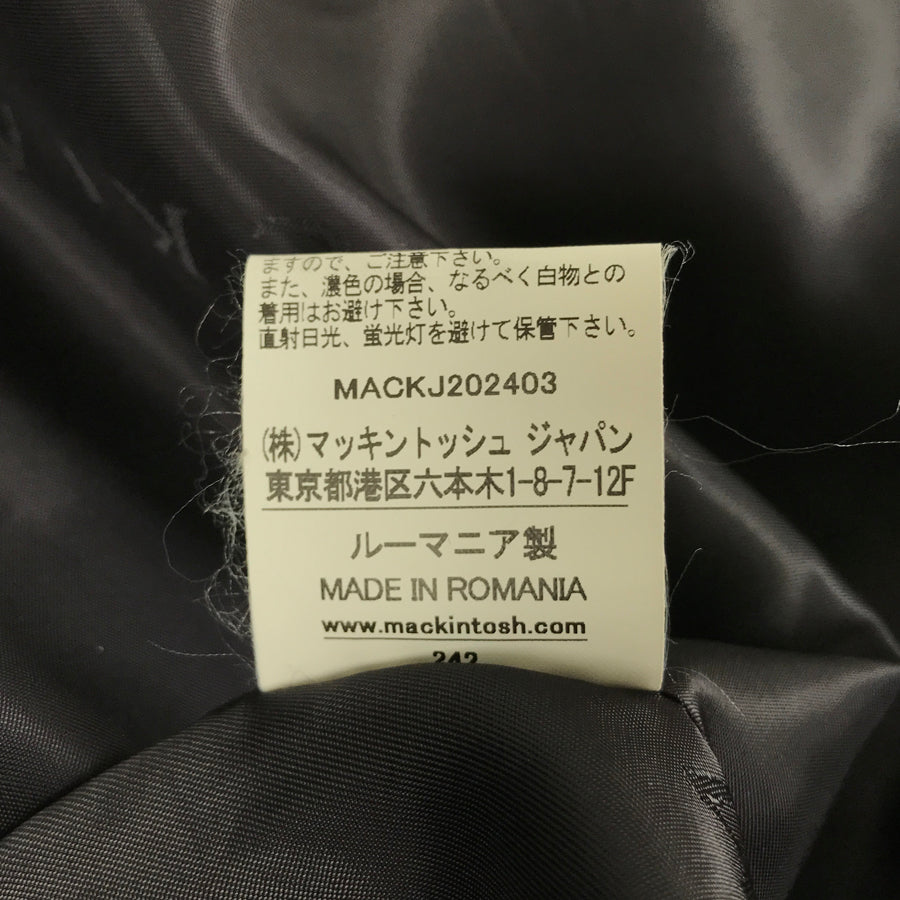 ますので、ご注意下さい。
また、濃色の場合、なるべく白物との
着用はお避け下さい。
直射日光、蛍光灯を避けて保管下さい。
MACKJ202403
(株)マッキントッシュ ジャパン
東京都港区六本木1-8-7-12F
ルーマニア製
MADE IN ROMANIA
www.mackintosh.com
242